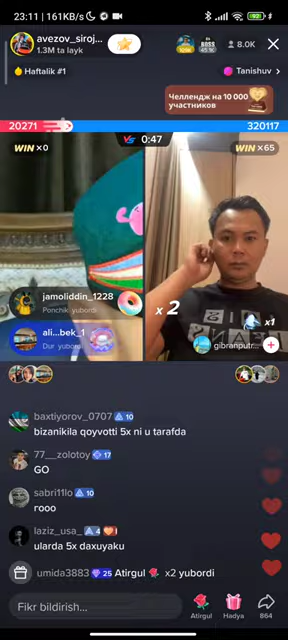 23:11 | 161KB/s
avezov_siroj...
1.3M ta layk
8.0K
Haftalik #1
Tanishuv >
Челлендж на 10 000
участников
20271
320117
WIN ×0
VS 0:47
WIN ×65
x 2
x1
jamoliddin_1228
Ponchik yubortti
ali...bek_1
Dur yubor
gibranputr...
baxtiyorov_0707 10
bizanikila qoyvotti 5x ni u tarafda
77__zolotoy 17
GO
sabri11lo 10
rooo
laziz_usa_ 4
ularda 5x daxuyaku
umida3883 25 Atirgul x2 yubordi
Fikr bildirish...
Atirgul
Hadya
864